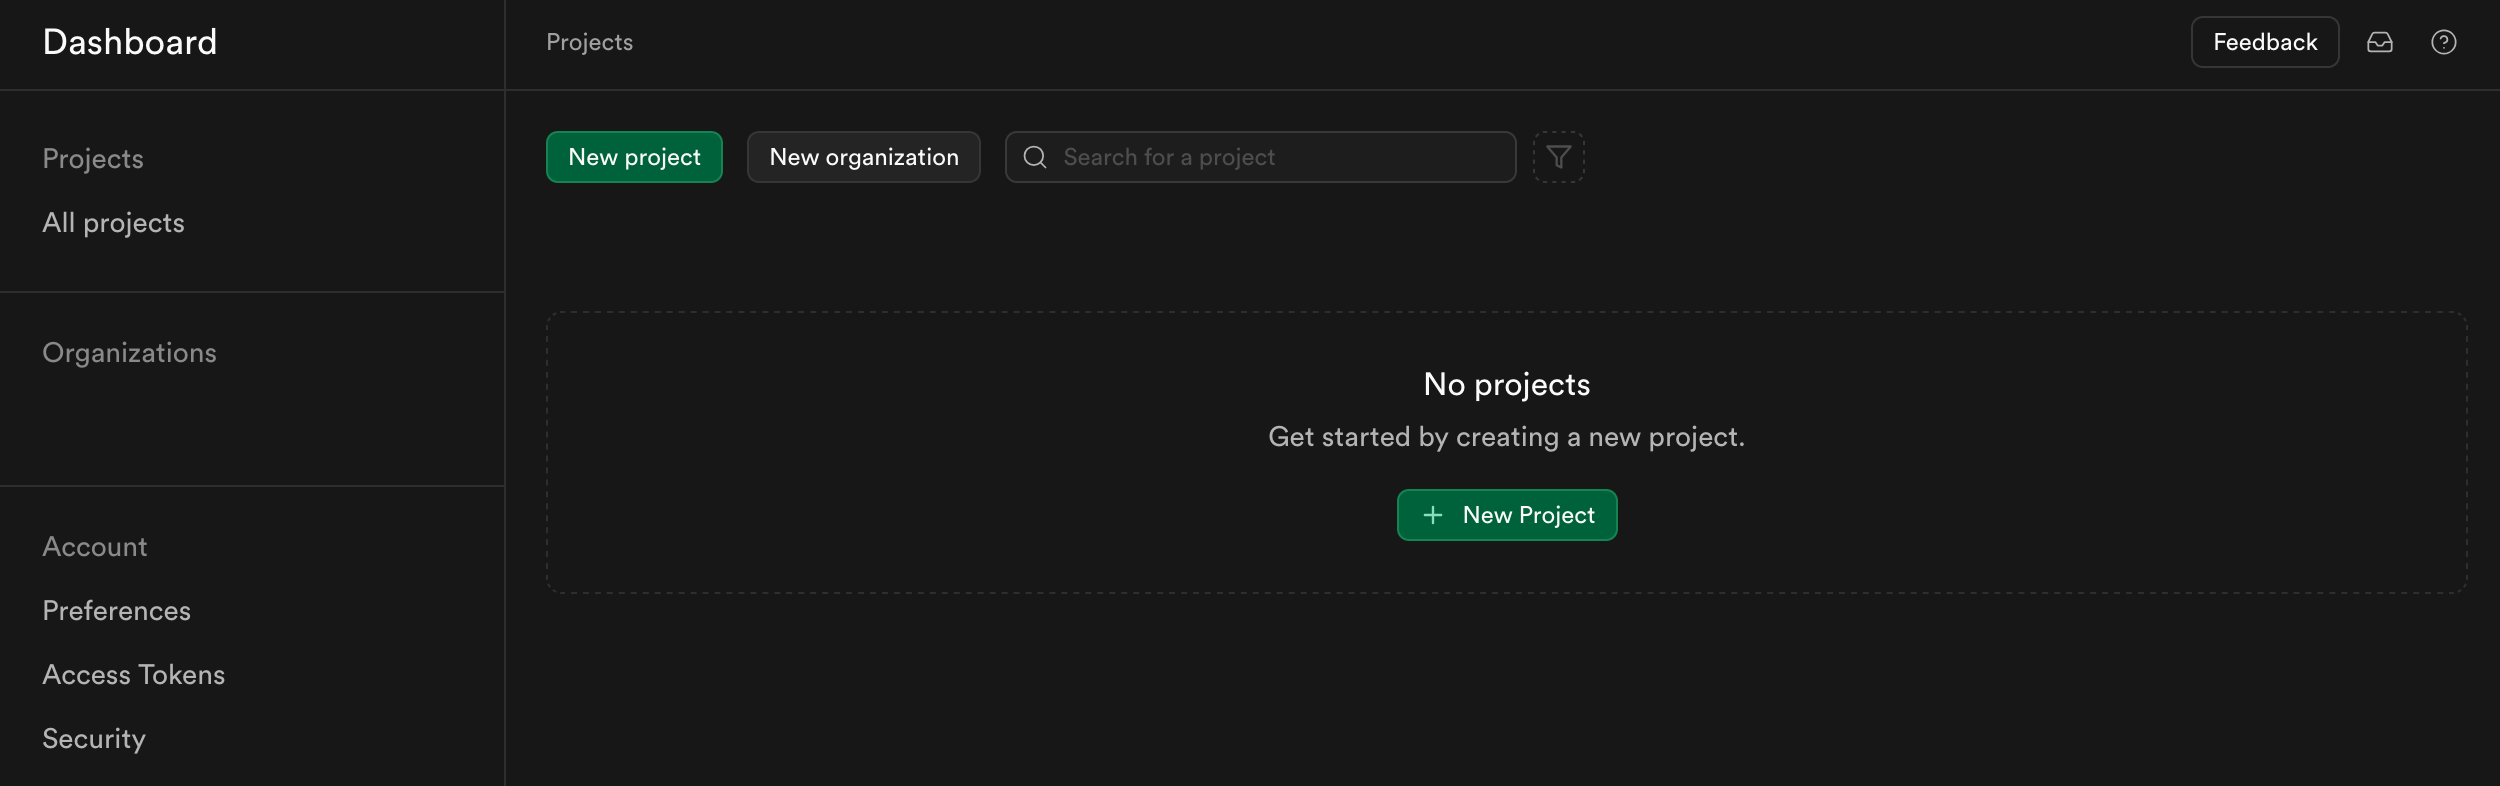 Dashboard
Projects
All projects
Organizations
Account
Preferences
Access Tokens
Security
Projects
Feedback
New project
New organization
Search for a project
No projects
Get started by creating a new project.
New Project